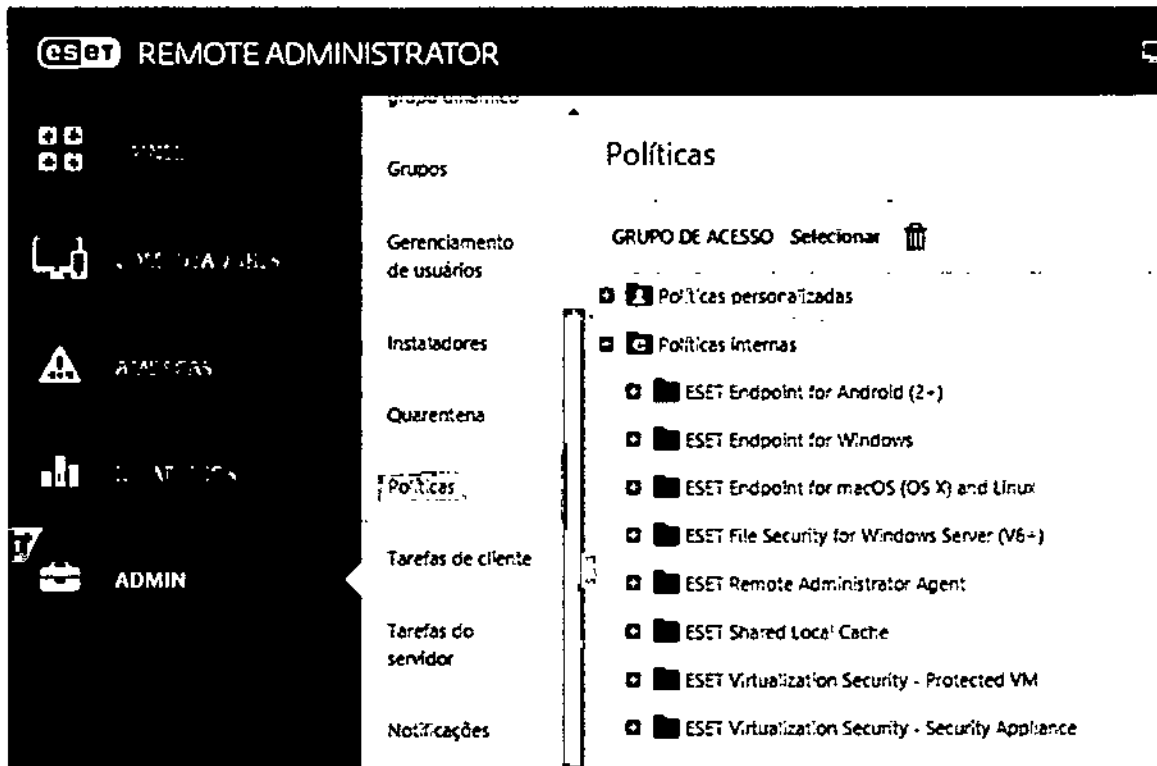 eset REMOTE ADMINISTRATOR
grupo dinâmico
Grupos
Gerenciamento
de usuários
Instaladores
Quarentena
Políticas
Tarefas de cliente
Tarefas do
servidor
Notificações
ADMIN
Políticas
GRUPO DE ACESSO Selecionar
Políticas personalizadas
Políticas internas
ESET Endpoint for Android (2+)
ESET Endpoint for Windows
ESET Endpoint for macOS (OS X) and Linux
ESET File Security for Windows Server (V6+)
ESET Remote Administrator Agent
ESET Shared Local Cache
ESET Virtualization Security - Protected VM
ESET Virtualization Security - Security Appliance